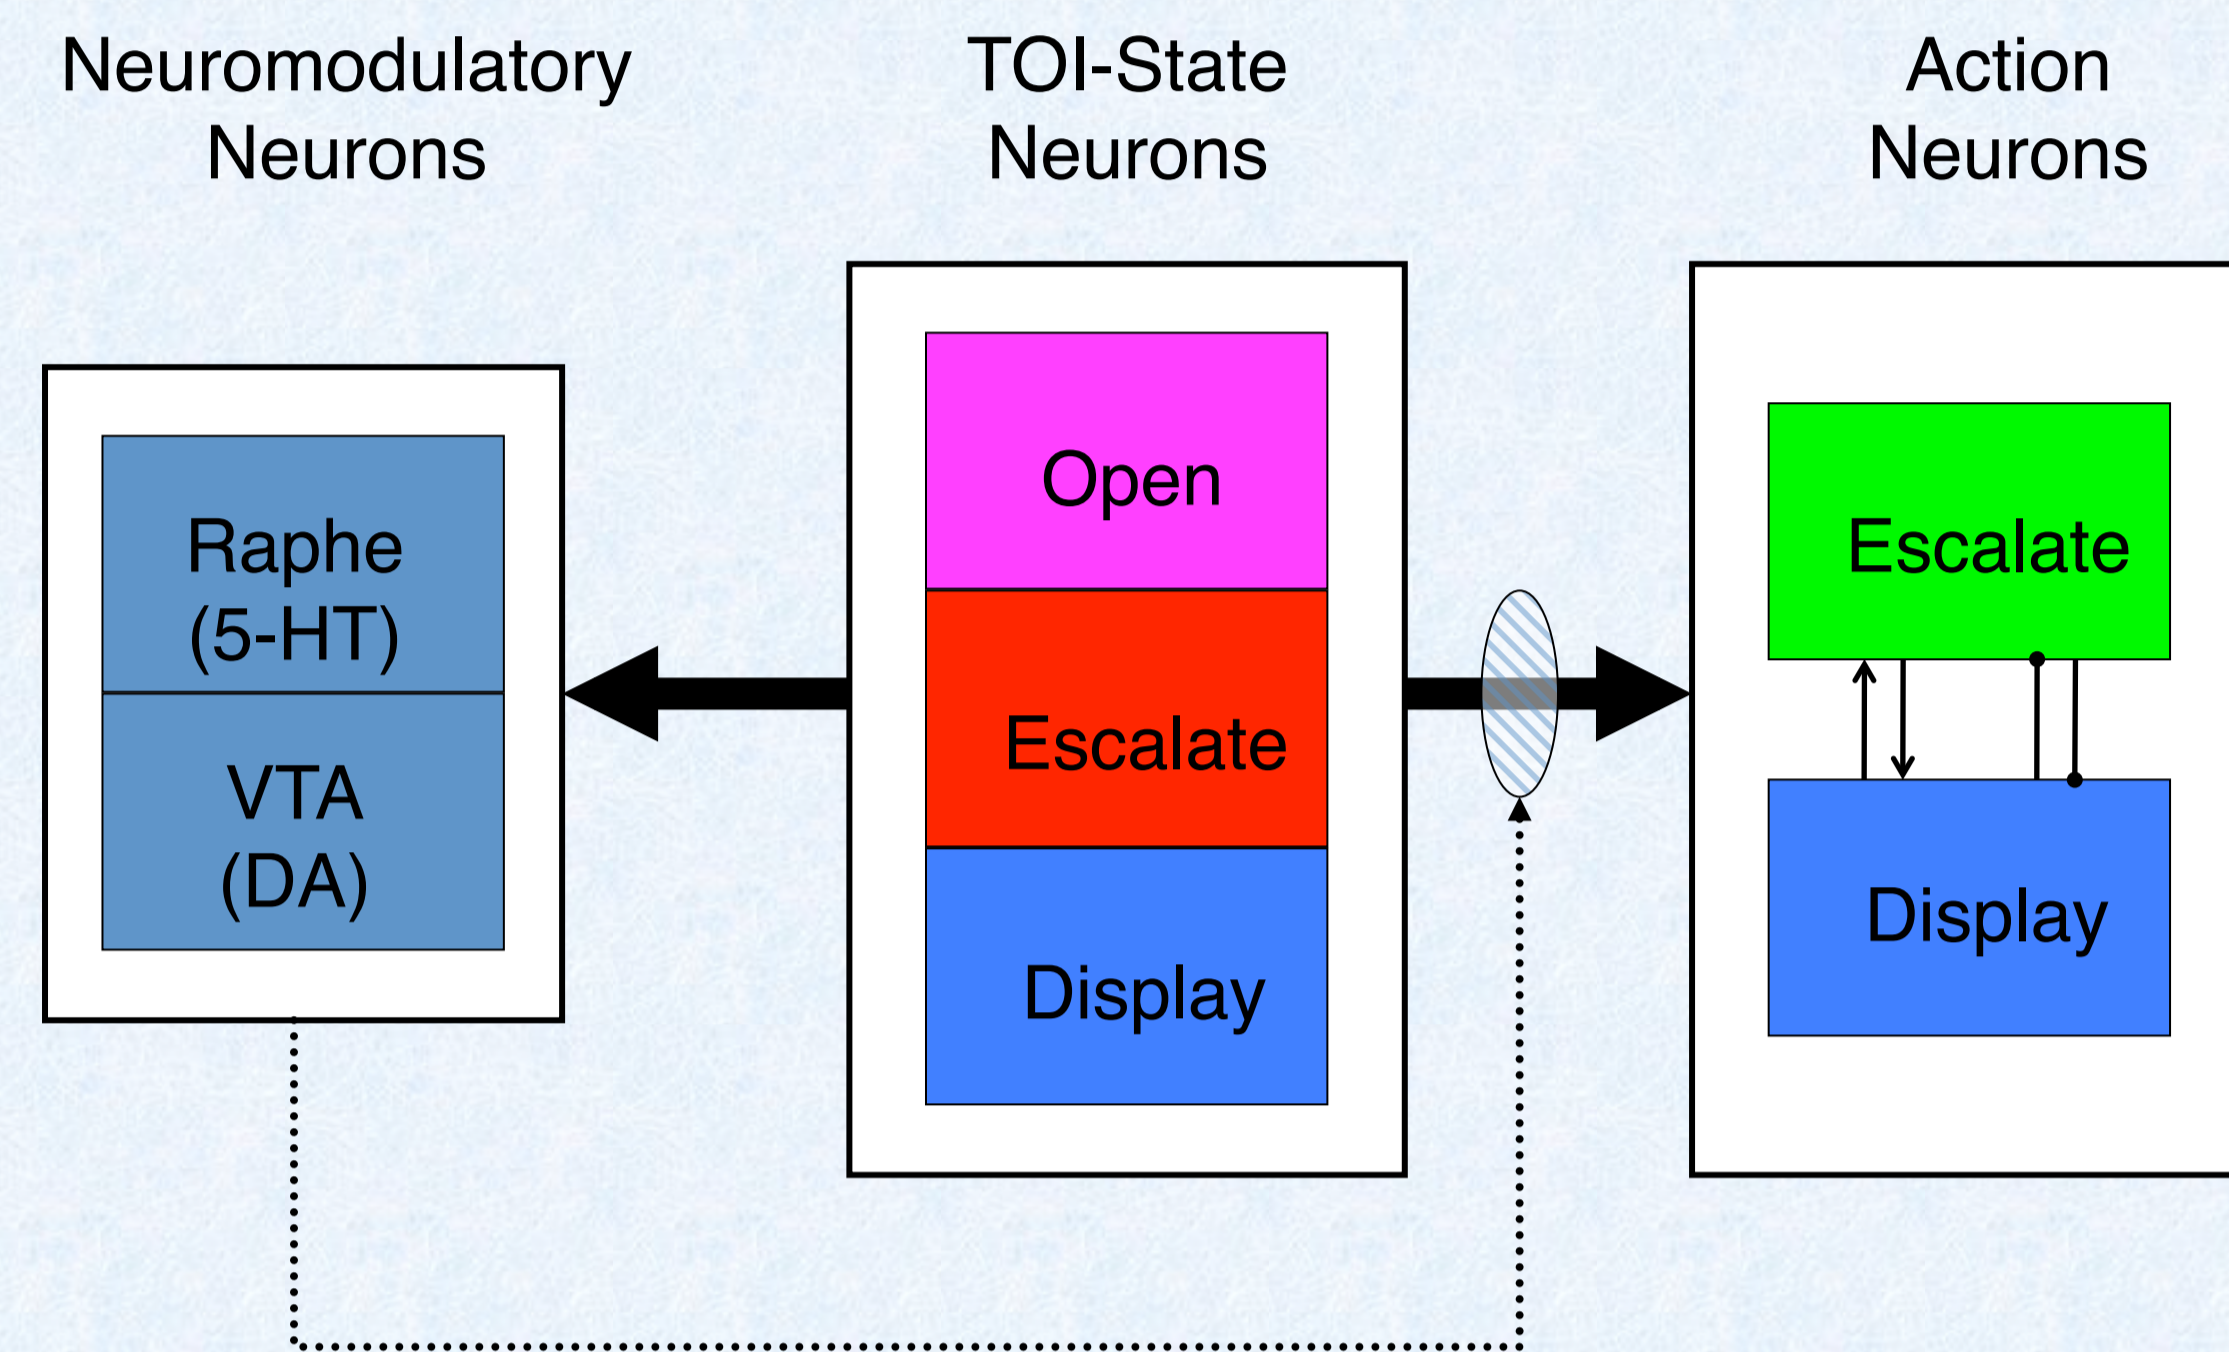 Neuromodulatory
Neurons
TOI-State
Neurons
Action
Neurons
Raphe
(5-HT)
VTA
(DA)
Open
Escalate
Display
Escalate
Display